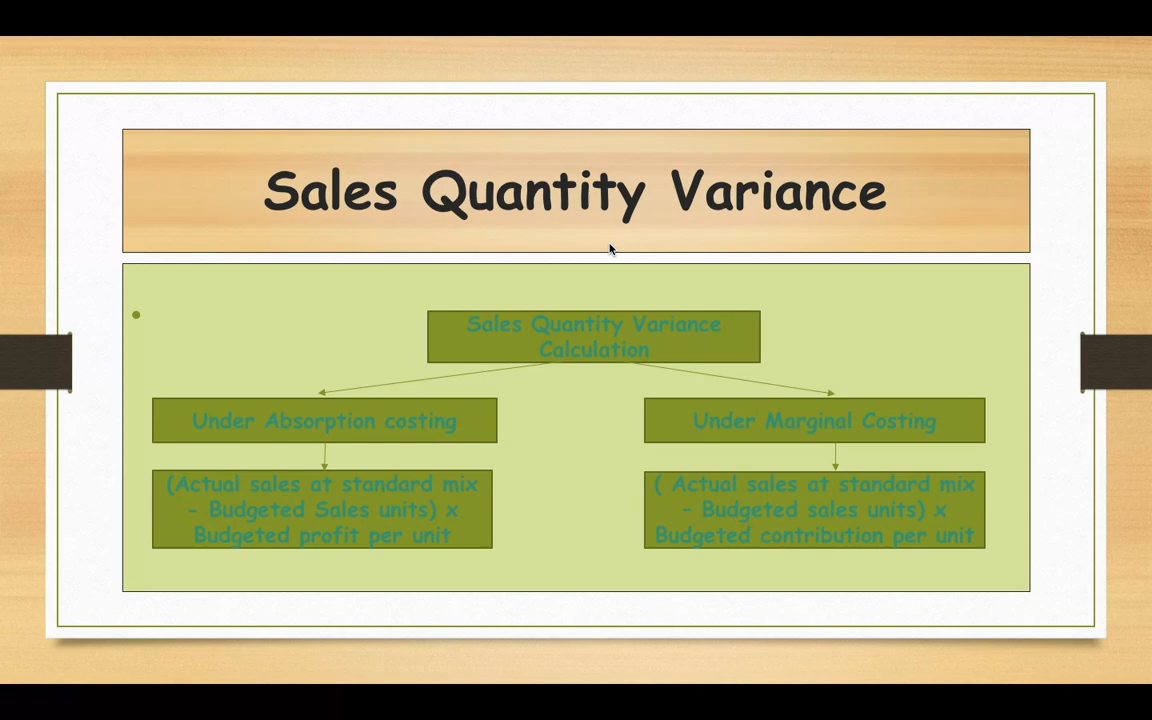 Sales Quantity Variance
Sales Quantity Variance
Calculation
Under Absorption costing
Under Marginal Costing
(Actual sales at standard mix
– Budgeted Sales units) x
Budgeted profit per unit
( Actual sales at standard mix
– Budgeted sales units) x
Budgeted contribution per unit